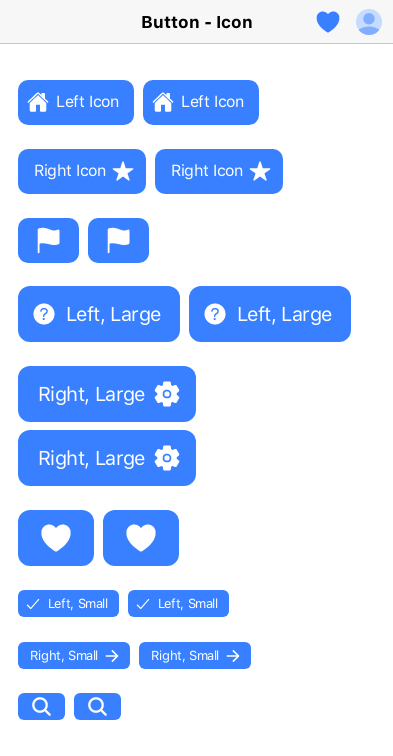 Button - Icon
Left Icon Left Icon
Right Icon Right Icon
Left, Large Left, Large
Right, Large
Right, Large
Left, Small Left, Small
Right, Small Right, Small